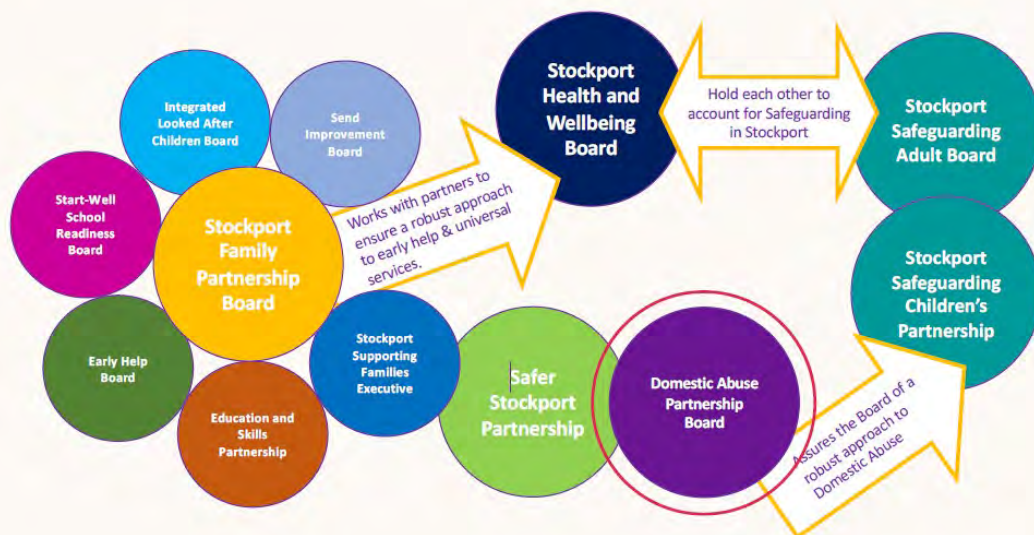 Integrated
Looked After
Children Board
Send
Improvement
Board
Start-Well
School
Readiness
Board
Stockport
Family
Partnership
Board
Early Help
Board
Education and
Skills
Partnership
Stockport
Supporting
Families
Executive
Works with partners to
ensure a robust approach
to early help & universal
services.
Stockport
Health and
Wellbeing
Board
Hold each other to
account for Safeguarding
in Stockport
Stockport
Safeguarding
Adult Board
Stockport
Safeguarding
Children's
Partnership
Safer
Stockport
Partnership
Domestic Abuse
Partnership
Board
Assures the Board of a
robust approach to
Domestic Abuse